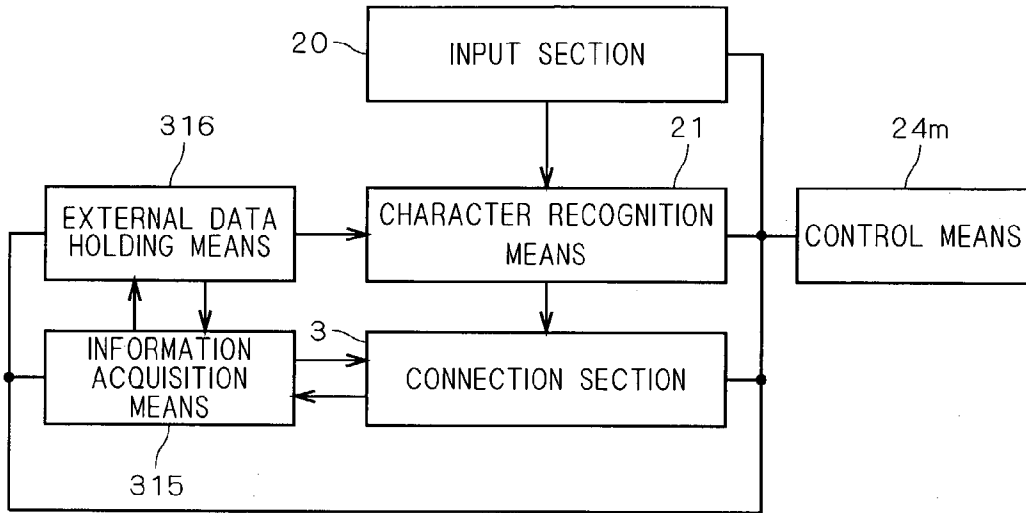 20
INPUT SECTION
316
21
24m
EXTERNAL DATA
HOLDING MEANS
CHARACTER RECOGNITION
MEANS
CONTROL MEANS
3
INFORMATION
ACQUISITION
MEANS
CONNECTION SECTION
315